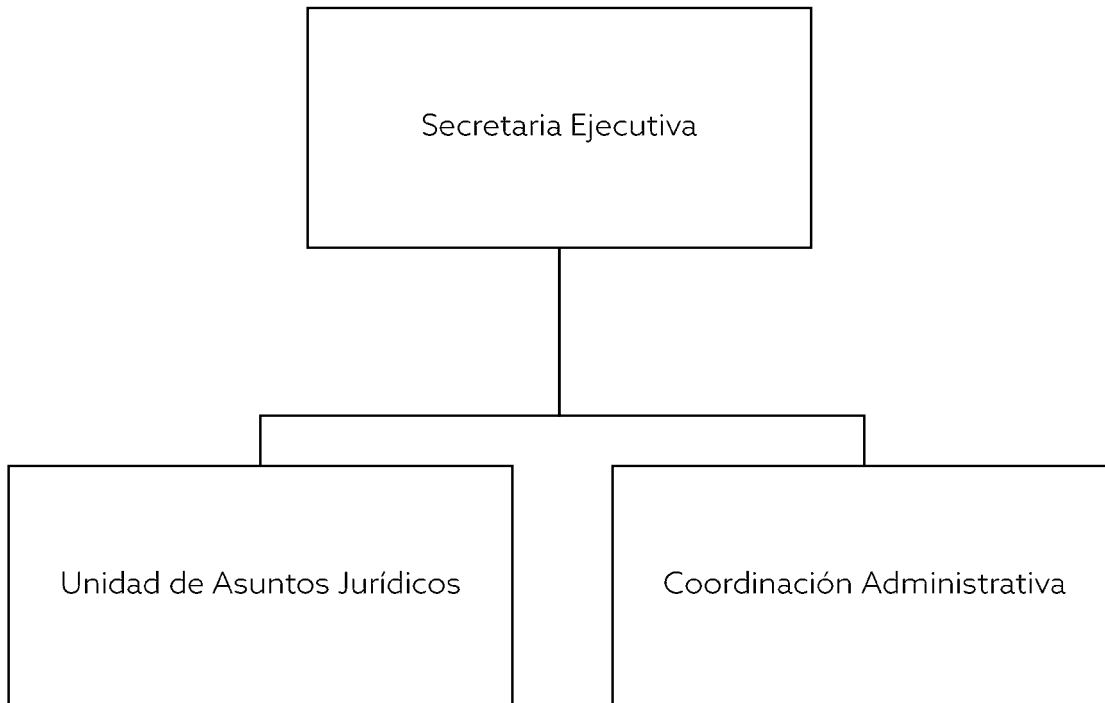 Secretaria Ejecutiva
Unidad de Asuntos Jurídicos
Coordinación Administrativa